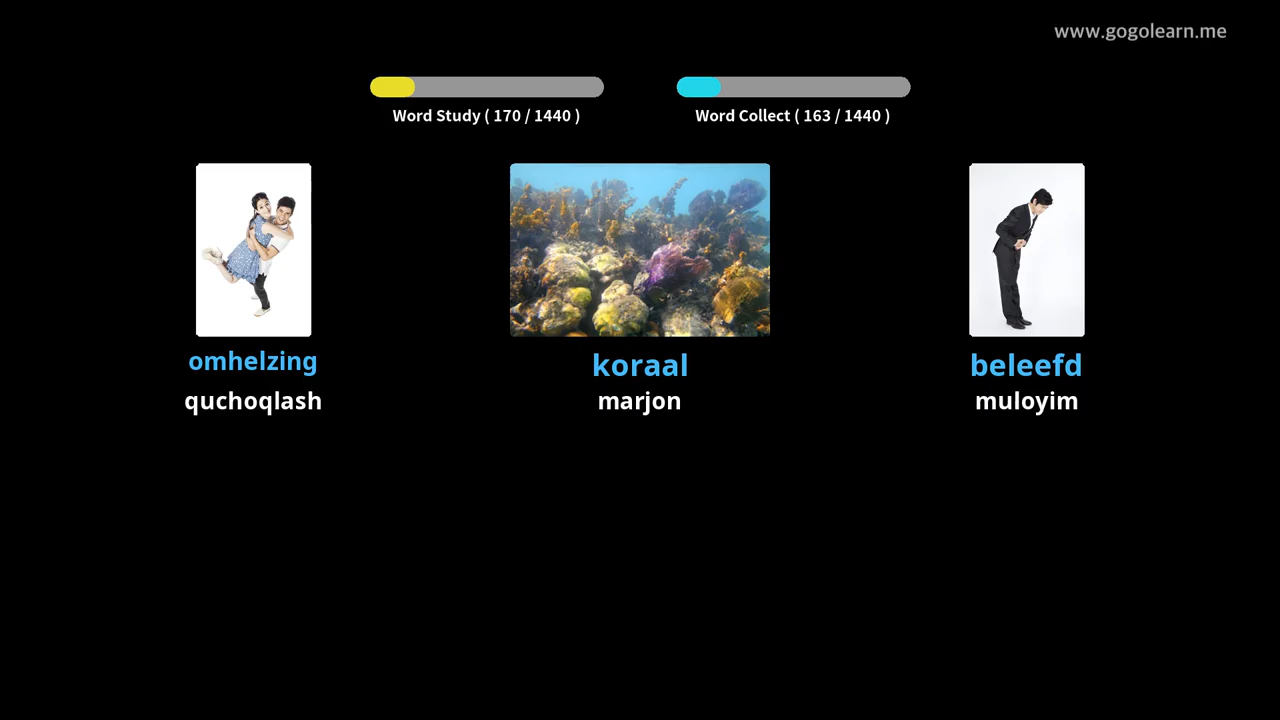 www.gogolearn.me
Word Study ( 170 / 1440 )
Word Collect ( 163 / 1440 )
omhelzing
quchoqlash
koraal
marjon
beleefd
muloyim